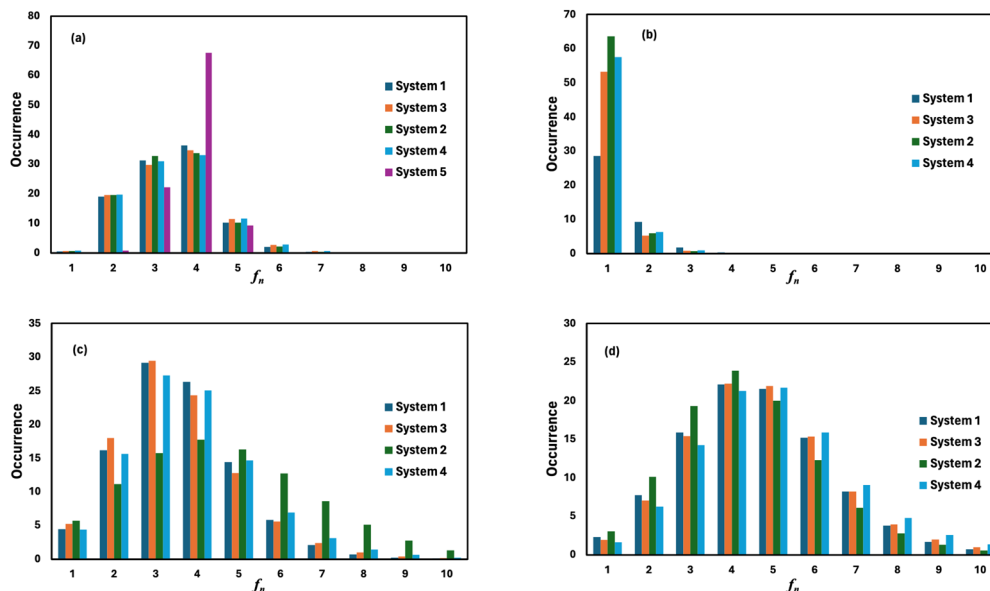 80
70
60
50
40
30
20
10
0
Occurrence
(a)
System 1
System 3
System 2
System 4
System 5
1 2 3 4 5 6 7 8 9 10
fn
70
60
50
40
30
20
10
0
Occurrence
(b)
System 1
System 3
System 2
System 4
1 2 3 4 5 6 7 8 9 10
fn
35
30
25
20
15
10
5
0
Occurrence
(c)
System 1
System 3
System 2
System 4
1 2 3 4 5 6 7 8 9 10
fn
30
25
20
15
10
5
0
Occurrence
(d)
System 1
System 3
System 2
System 4
1 2 3 4 5 6 7 8 9 10
fn